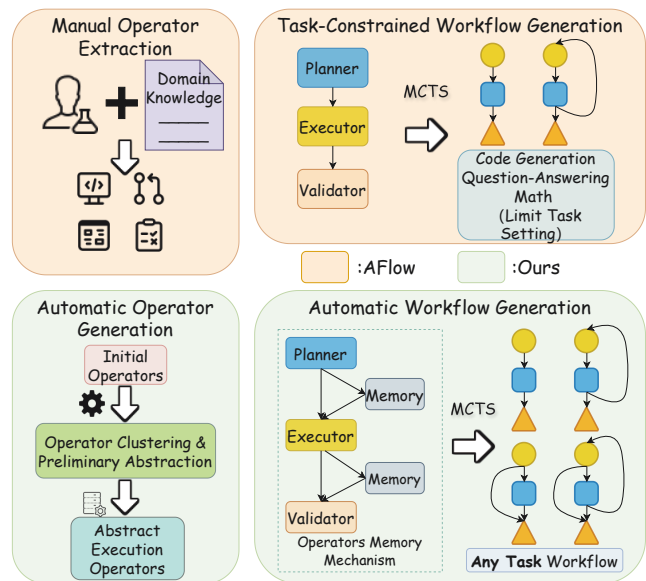 Manual Operator
Extraction
Domain
Knowledge
Task-Constrained Workflow Generation
Planner
Executor
Validator
MCTS
Code Generation
Question-Answering
Math
(Limit Task
Setting)
:AFlow
:Ours
Automatic Operator
Generation
Initial
Operators
Operator Clustering &
Preliminary Abstraction
Abstract
Execution
Operators
Automatic Workflow Generation
Planner
Memory
Executor
Memory
Validator
Operators Memory
Mechanism
MCTS
Any Task Workflow